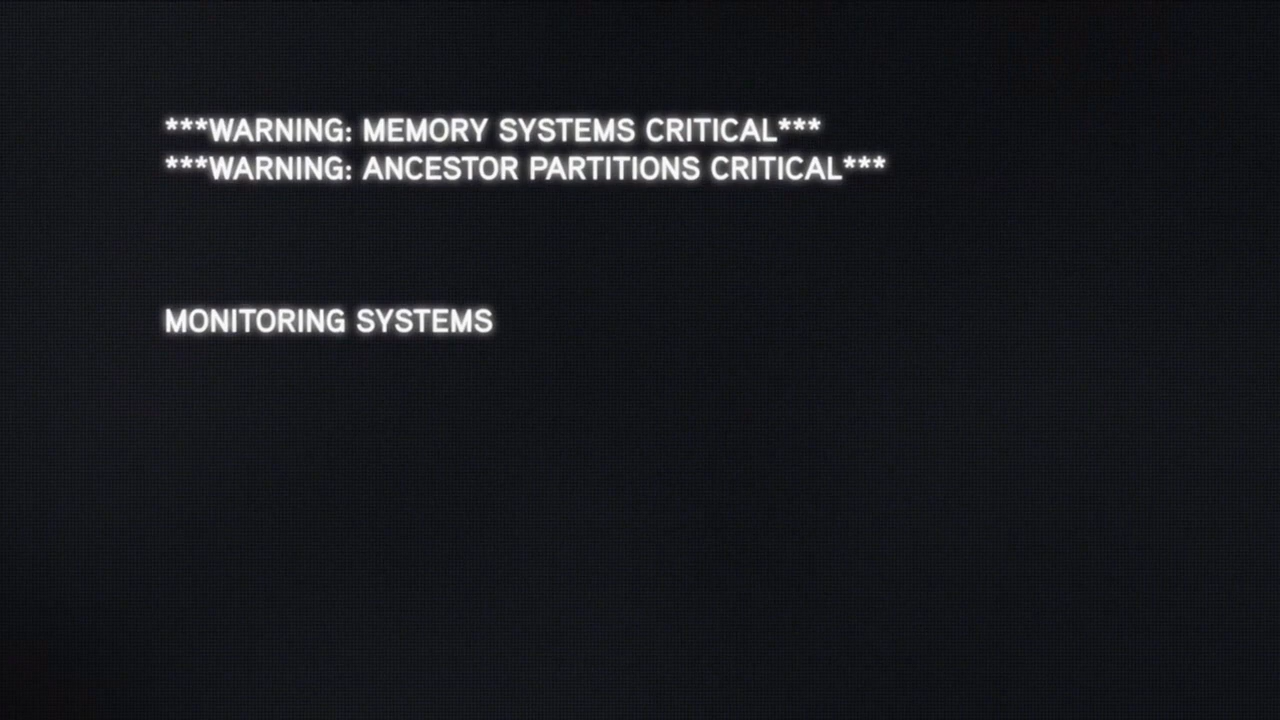 ***WARNING: MEMORY SYSTEMS CRITICAL***
***WARNING: ANCESTOR PARTITIONS CRITICAL***
MONITORING SYSTEMS